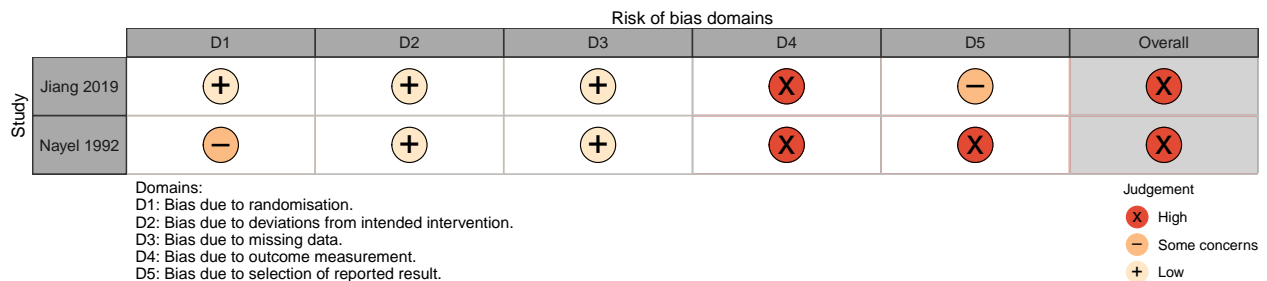 Risk of bias domains
D1 D2 D3 D4 D5 Overall
Study
Jiang 2019 + + + X − X
Nayel 1992 − + + X X X
Domains:
D1: Bias due to randomisation.
D2: Bias due to deviations from intended intervention.
D3: Bias due to missing data.
D4: Bias due to outcome measurement.
D5: Bias due to selection of reported result.
Judgement
X High
− Some concerns
+ Low